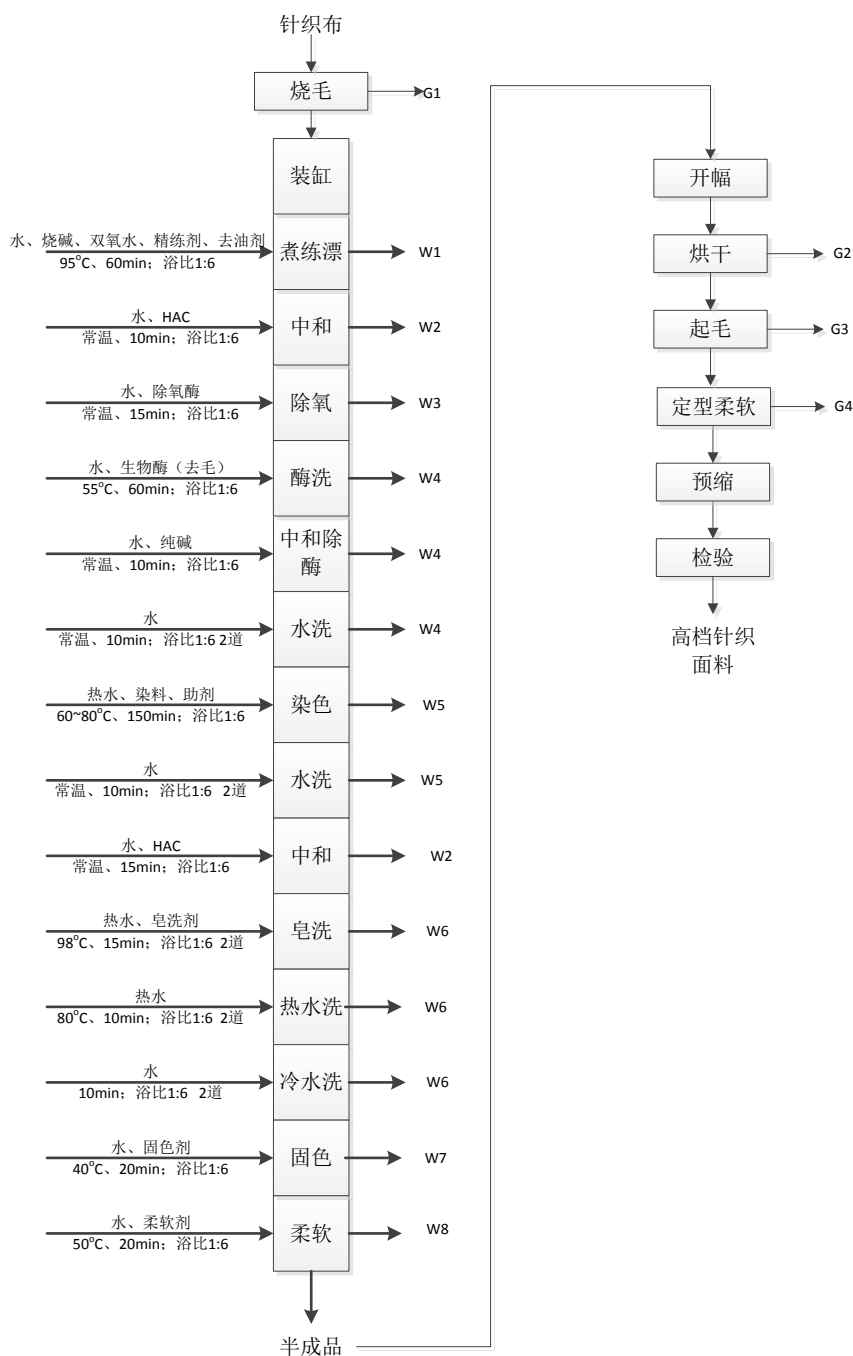 针织布
烧毛
G1
装缸
水、烧碱、双氧水、精练剂、去油剂
95°C、60min；浴比1:6
煮练漂
W1
水、HAC
常温、10min；浴比1:6
中和
W2
水、除氧酶
常温、15min；浴比1:6
除氧
W3
水、生物酶（去毛）
55°C、60min；浴比1:6
酶洗
W4
水、纯碱
常温、10min；浴比1:6
中和除
酶
W4
水
常温、10min；浴比1:6 2道
水洗
W4
热水、染料、助剂
60~80°C、150min；浴比1:6
染色
W5
水
常温、10min；浴比1:6 2道
水洗
W5
水、HAC
常温、15min；浴比1:6
中和
W2
热水、皂洗剂
98°C、15min；浴比1:6 2道
皂洗
W6
热水
80°C、10min；浴比1:6 2道
热水洗
W6
水
10min；浴比1:6 2道
冷水洗
W6
水、固色剂
40°C、20min；浴比1:6
固色
W7
水、柔软剂
50°C、20min；浴比1:6
柔软
W8
半成品
开幅
烘干
G2
起毛
G3
定型柔软
G4
预缩
检验
高档针织
面料